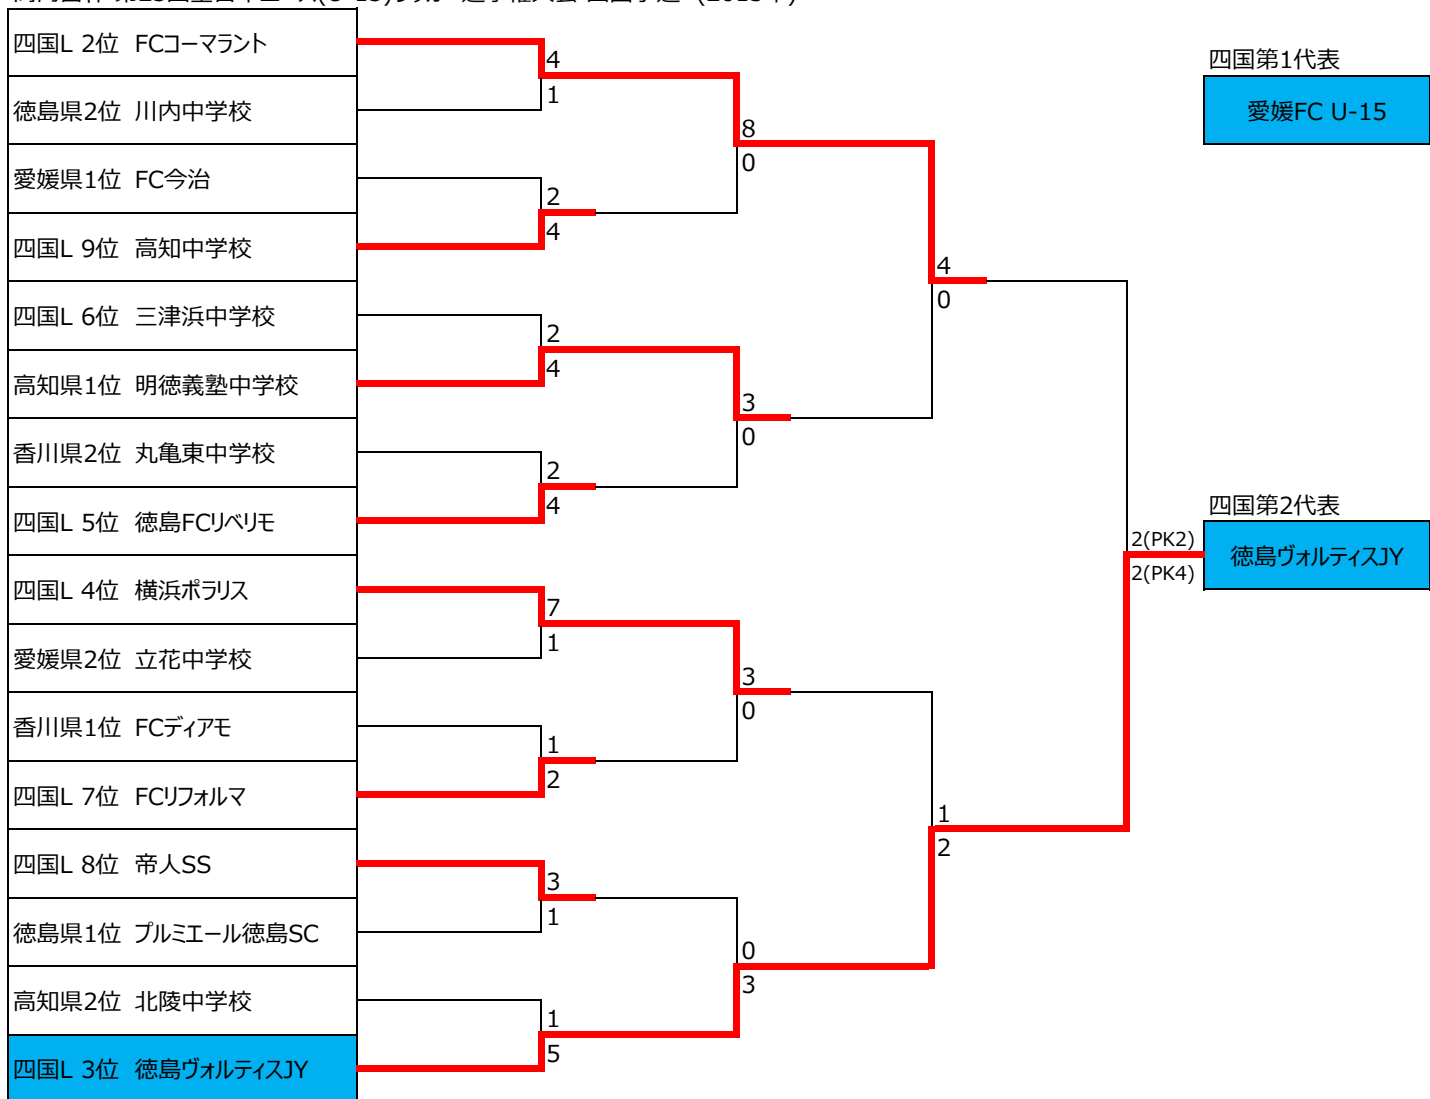 四国L 2位 FCコーマラント
徳島県2位 川内中学校
愛媛県1位 FC今治
四国L 9位 高知中学校
四国L 6位 三津浜中学校
高知県1位 明徳義塾中学校
香川県2位 丸亀東中学校
四国L 5位 徳島FCリベリモ
四国L 4位 横浜ポラリス
愛媛県2位 立花中学校
香川県1位 FCディアモ
四国L 7位 FCリフォルマ
四国L 8位 帝人SS
徳島県1位 プルミエール徳島SC
高知県2位 北陵中学校
四国L 3位 徳島ヴォルティスJY
4
1
2
4
2
4
2
4
7
1
1
2
3
1
1
5
8
0
3
0
3
0
0
3
4
0
1
2
2(PK2)
2(PK4)
四国第1代表
愛媛FC U-15
四国第2代表
徳島ヴォルティスJY